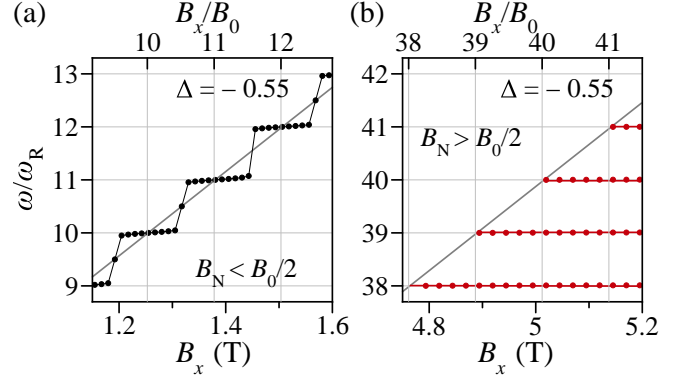 (a)
B_x/B_0
10 11 12
13
12
11
10
9
ω/ω_R
Δ = − 0.55
B_N < B_0/2
1.2 1.4 1.6
B_x (T)
(b)
B_x/B_0
38 39 40 41
42
41
40
39
38
Δ = − 0.55
B_N > B_0/2
4.8 5 5.2
B_x (T)